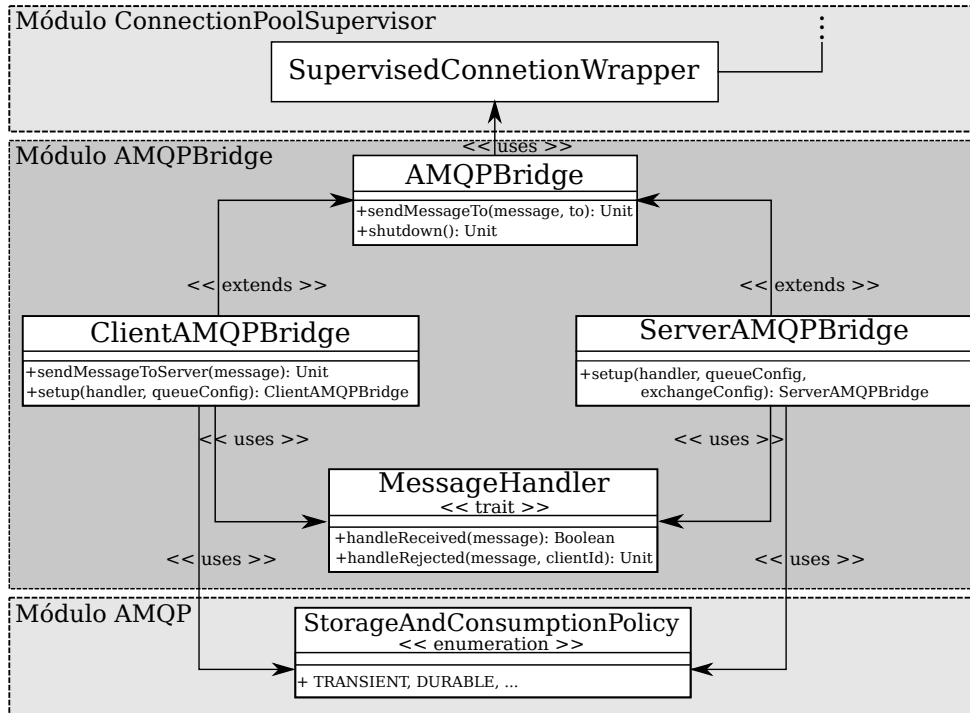 Módulo ConnectionPoolSupervisor
SupervisedConnetionWrapper
<< uses >>
Módulo AMQPBridge
AMQPBridge
+sendMessageTo(message, to): Unit
+shutdown(): Unit
<< extends >>
<< extends >>
ClientAMQPBridge
+sendMessageToServer(message): Unit
+setup(handler, queueConfig): ClientAMQPBridge
ServerAMQPBridge
+setup(handler, queueConfig,
exchangeConfig): ServerAMQPBridge
<< uses >>
<< uses >>
MessageHandler
<< trait >>
+handleReceived(message): Boolean
+handleRejected(message, clientId): Unit
<< uses >>
<< uses >>
Módulo AMQP
StorageAndConsumptionPolicy
<< enumeration >>
+ TRANSIENT, DURABLE, ...